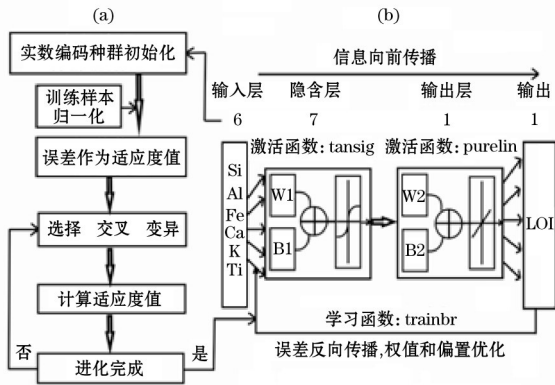 (a)
实数编码种群初始化
训练样本
归一化
误差作为适应度值
选择 交叉 变异
计算适应度值
否
进化完成
是
(b)
信息向前传播
输入层 隐含层 输出层 输出
6 7 1 1
激活函数: tansig 激活函数: purelin
Si
Al
Fe
Ca
K
Ti
W1
B1
W2
B2
LOI
学习函数: trainbr
误差反向传播,权值和偏置优化